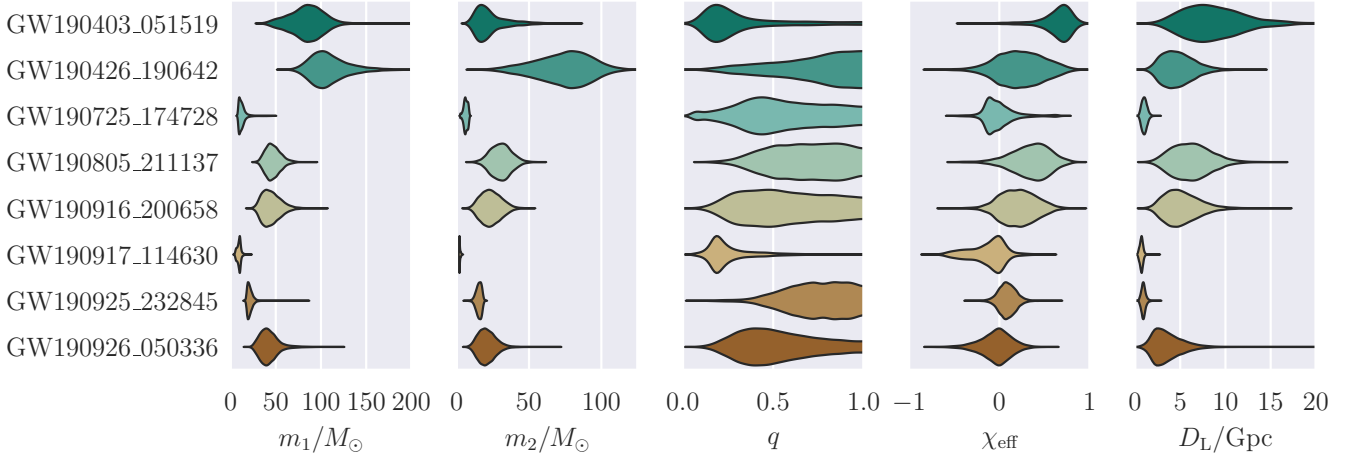 GW190403_051519
GW190426_190642
GW190725_174728
GW190805_211137
GW190916_200658
GW190917_114630
GW190925_232845
GW190926_050336
0 50 100 150 200 0 50 100 0.0 0.5 1.0 −1 0 1 0 5 10 15 20
m₁/M⊙ m₂/M⊙ q χeff D_L/Gpc